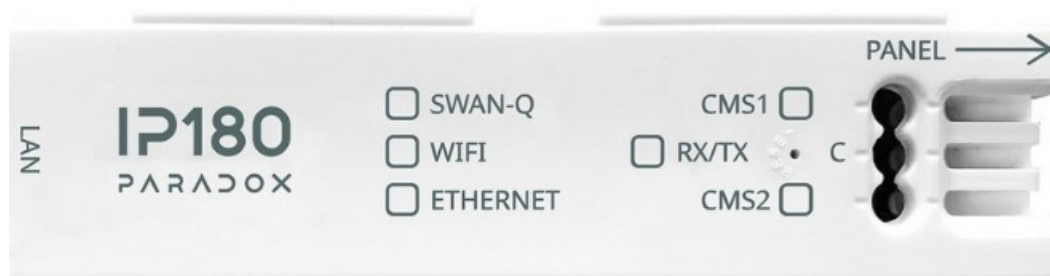 PANEL
LAN
IP180
PARADOX
SWAN-Q
WIFI
ETHERNET
CMS1
RX/TX
C
CMS2